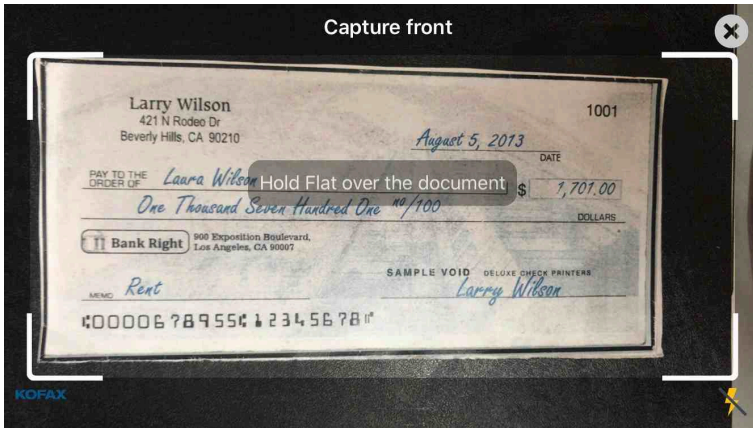 Capture front
Larry Wilson
421 N Rodeo Dr
Beverly Hills, CA 90210
1001
August 5, 2013
DATE
PAY TO THE
ORDER OF Laura Wilson $ 1,701.00
Hold Flat over the document
One Thousand Seven Hundred One no/100 DOLLARS
Bank Right
900 Exposition Boulevard,
Los Angeles, CA 90007
SAMPLE VOID DELUXE CHECK PRINTERS
MEMO Rent
Larry Wilson
⑆000067895⑆12345678⑈
KOFAX